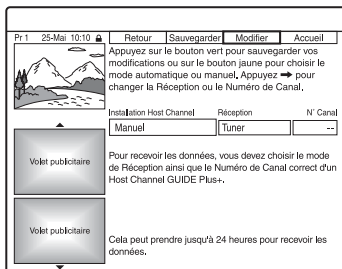 Pr 1 25-Mai 10:10 Retour Sauvegarder Modifier Accueil
Appuyez sur le bouton vert pour sauvegarder vos
modifications ou sur le bouton jaune pour choisir le
mode automatique ou manuel. Appuyez ➡ pour
changer la Réception ou le Numéro de Canal.
Installation Host Channel Réception N° Canal
Manuel Tuner --
Volet publicitaire
Pour recevoir les données, vous devez choisir le mode
de Réception ainsi que le Numéro de Canal correct d'un
Host Channel GUIDE Plus+.
Volet publicitaire
Cela peut prendre jusqu'à 24 heures pour recevoir les
données.